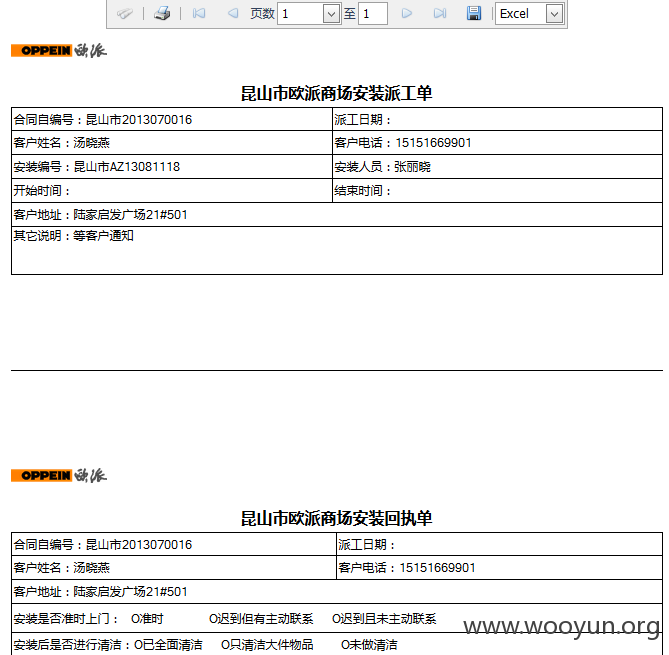 页数 1 至 1 Excel
OPPEIN 欧派
昆山市欧派商场安装派工单
合同自编号：昆山市2013070016 派工日期：
客户姓名：汤晓燕 客户电话：15151669901
安装编号：昆山市AZ13081118 安装人员：张丽晓
开始时间： 结束时间：
客户地址：陆家启发广场21#501
其它说明：等客户通知
OPPEIN 欧派
昆山市欧派商场安装回执单
合同自编号：昆山市2013070016 派工日期：
客户姓名：汤晓燕 客户电话：15151669901
客户地址：陆家启发广场21#501
安装是否准时上门： O准时 O迟到但有主动联系 O迟到且未主动联系
安装后是否进行清洁：O已全面清洁 O只清洁大件物品 O未做清洁
www.wooyun.org